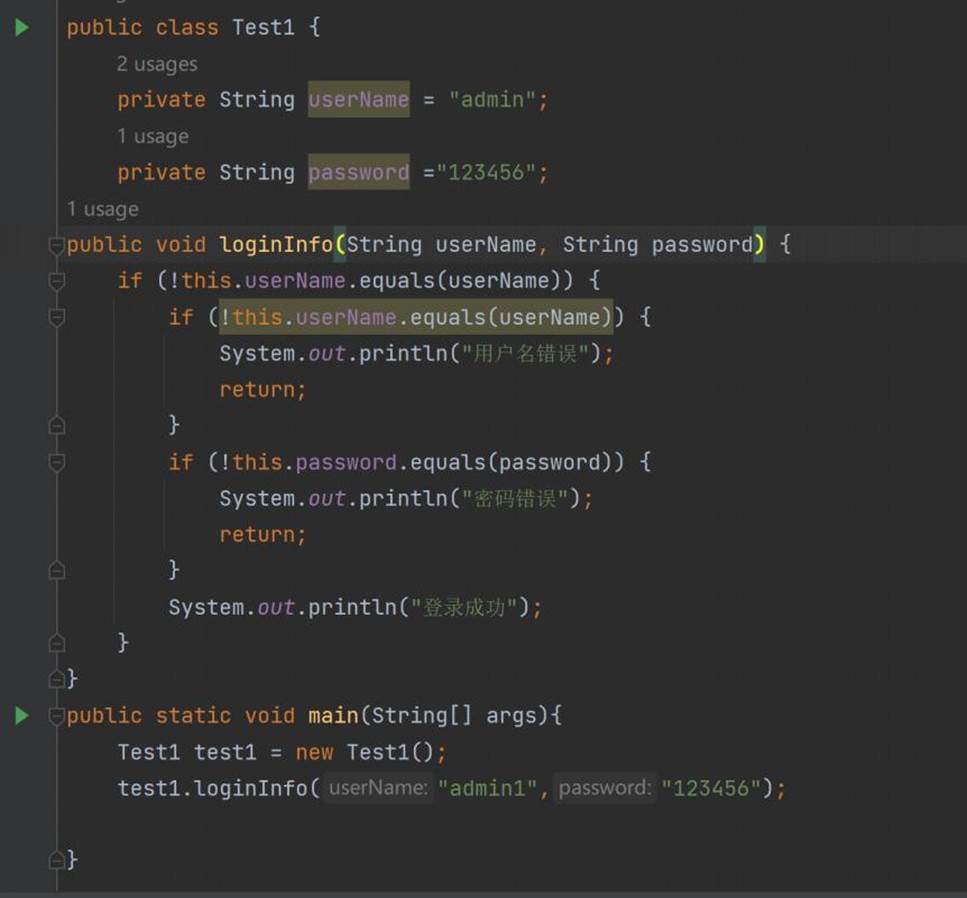 public class Test1 {
2 usages
private String userName = "admin";
1 usage
private String password ="123456";
1 usage
public void loginInfo(String userName, String password) {
if (!this.userName.equals(userName)) {
if (!this.userName.equals(userName)) {
System.out.println("用户名错误");
return;
}
if (!this.password.equals(password)) {
System.out.println("密码错误");
return;
}
System.out.println("登录成功");
}
}
public static void main(String[] args){
Test1 test1 = new Test1();
test1.loginInfo( userName: "admin1", password: "123456");
}